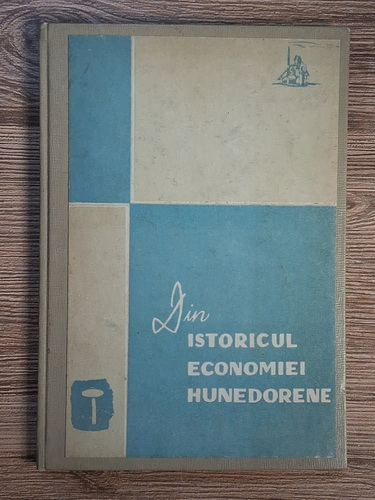 Din
ISTORICUL
ECONOMIEI
HUNEDORENE